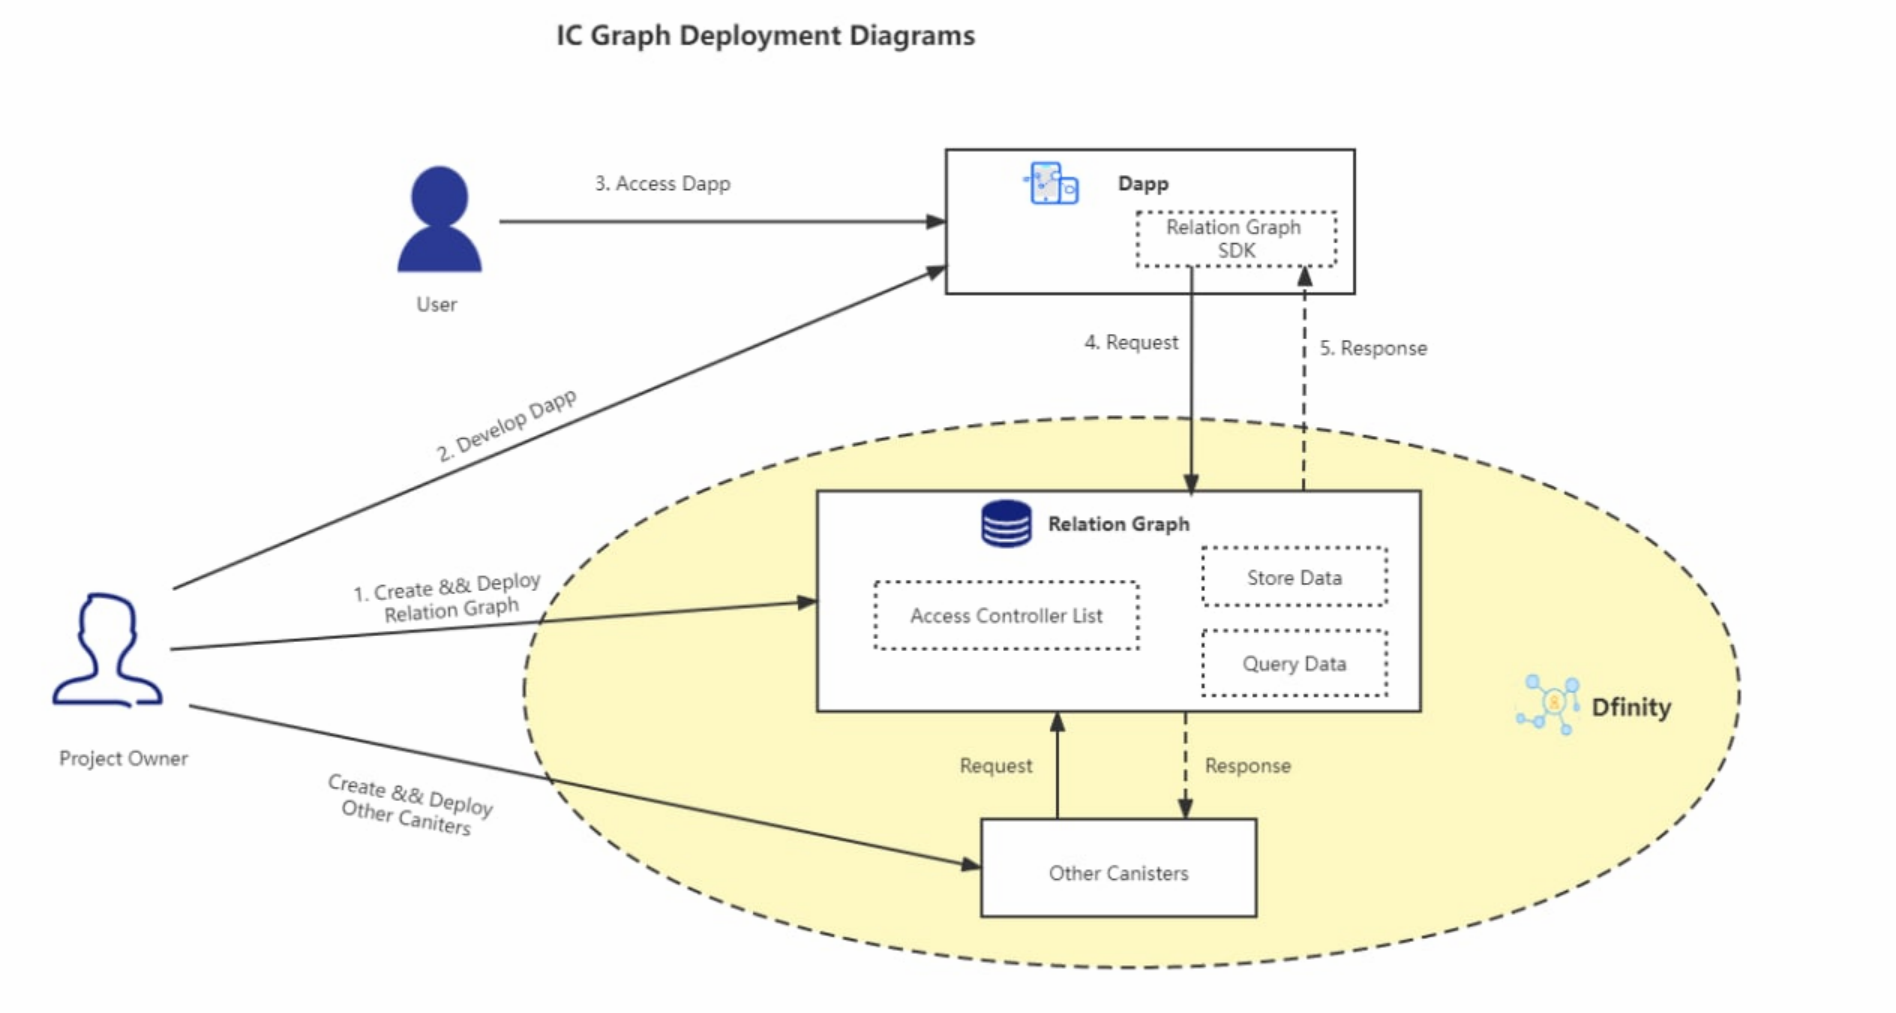 IC Graph Deployment Diagrams
3. Access Dapp
Dapp
Relation Graph
SDK
User
4. Request
5. Response
2. Develop Dapp
Relation Graph
1. Create && Deploy
Relation Graph
Access Controller List
Store Data
Query Data
Dfinity
Project Owner
Create && Deploy
Other Caniters
Request
Response
Other Canisters